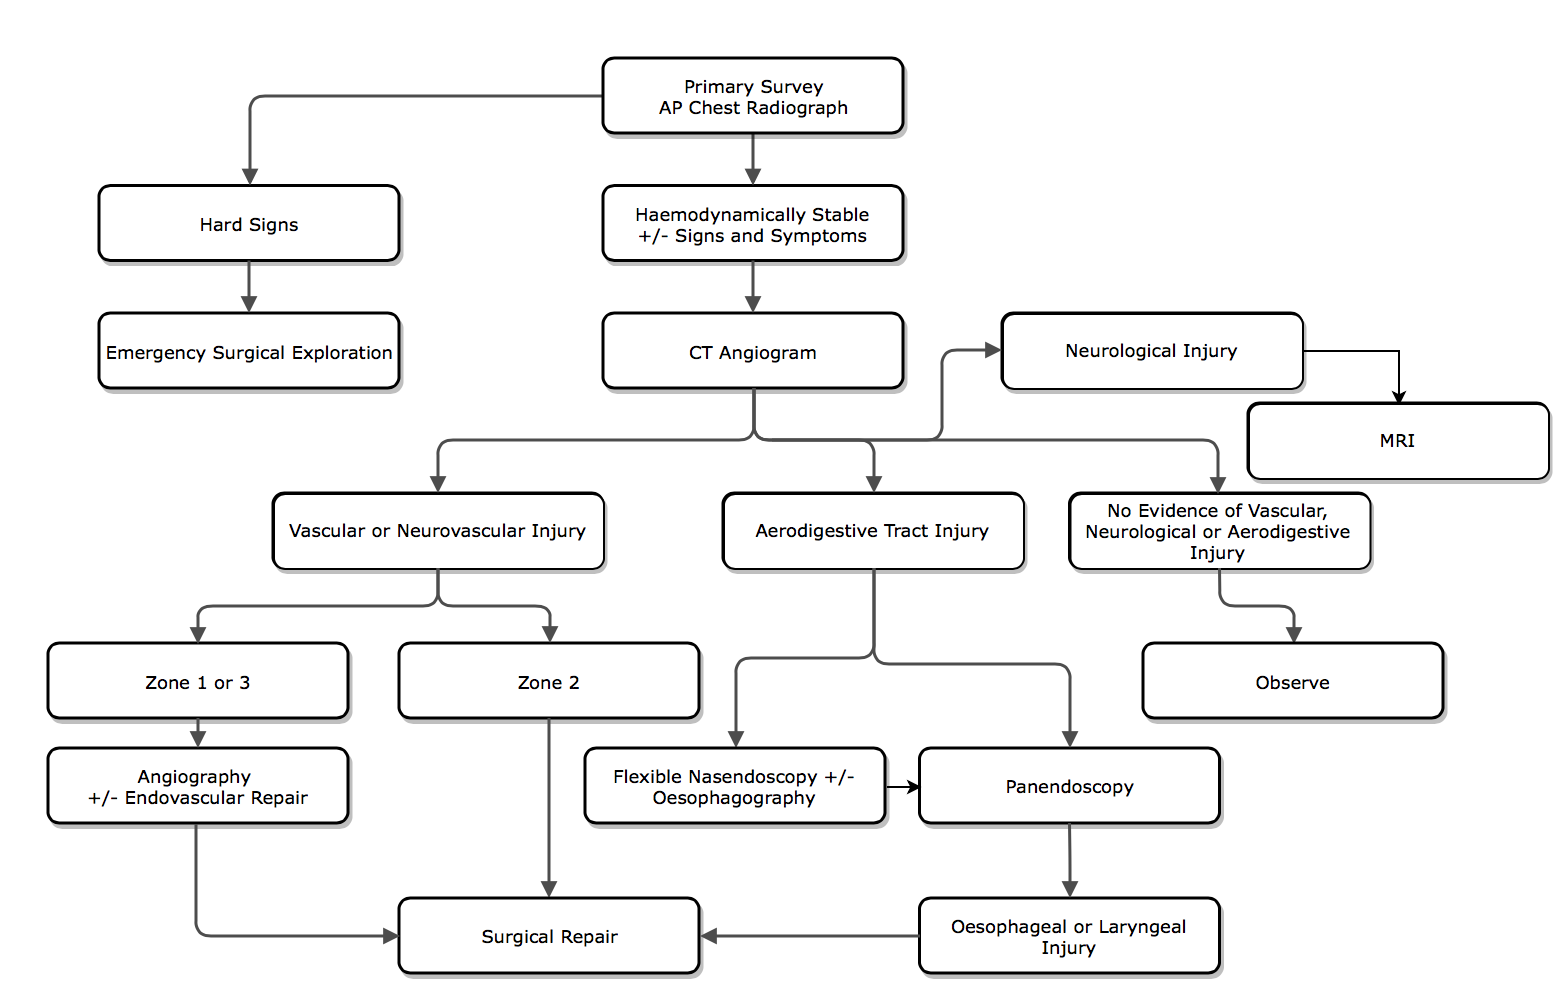 Primary Survey
AP Chest Radiograph
Hard Signs
Haemodynamically Stable
+/- Signs and Symptoms
Emergency Surgical Exploration
CT Angiogram
Neurological Injury
MRI
Vascular or Neurovascular Injury
Aerodigestive Tract Injury
No Evidence of Vascular,
Neurological or Aerodigestive
Injury
Zone 1 or 3
Zone 2
Observe
Angiography
+/- Endovascular Repair
Flexible Nasendoscopy +/-
Oesophagography
Panendoscopy
Surgical Repair
Oesophageal or Laryngeal
Injury